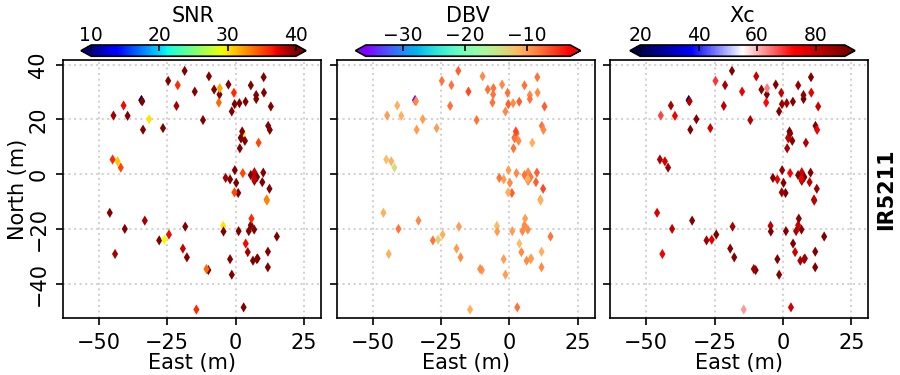 SNR DBV Xc
10 20 30 40 −30 −20 −10 20 40 60 80
40
20
0
−20
−40
North (m)
IR5211
−50 −25 0 25 −50 −25 0 25 −50 −25 0 25
East (m) East (m) East (m)